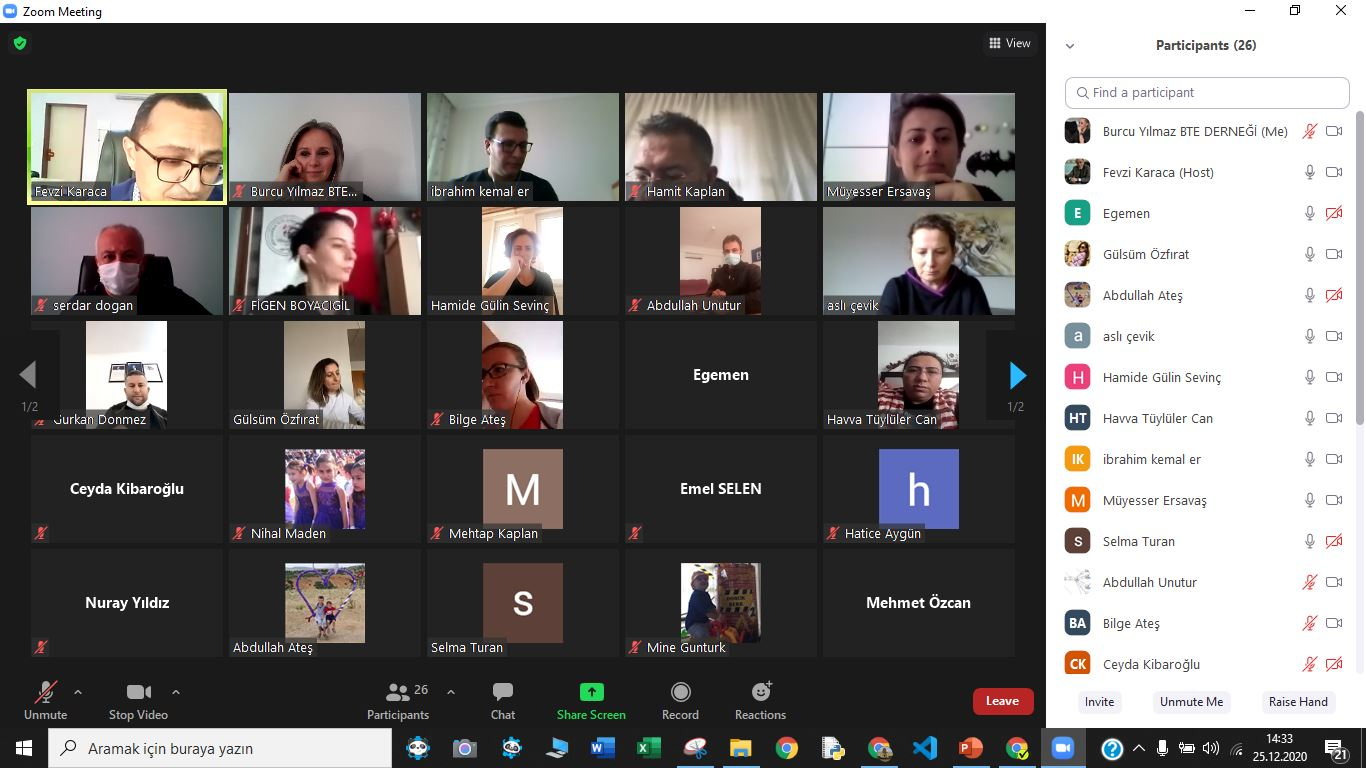 Zoom Meeting
View
Participants (26)
Find a participant
Fevzi Karaca
Burcu Yılmaz BTE...
ibrahim kemal er
Hamit Kaplan
Müyesser Ersavaş
serdar dogan
FİGEN BOYACIGİL
Hamide Gülin Sevinç
Abdullah Unutur
aslı çevik
Gurkan Donmez
Gülsüm Özfırat
Bilge Ateş
Egemen
Havva Tüylüler Can
1/2
1/2
Ceyda Kibaroğlu
Nihal Maden
M
Mehtap Kaplan
Emel SELEN
h
Hatice Aygün
Nuray Yıldız
Abdullah Ateş
S
Selma Turan
Mine Gunturk
Mehmet Özcan
Burcu Yılmaz BTE DERNEĞİ (Me)
Fevzi Karaca (Host)
E Egemen
Gülsüm Özfırat
Abdullah Ateş
a aslı çevik
H Hamide Gülin Sevinç
HT Havva Tüylüler Can
IK ibrahim kemal er
M Müyesser Ersavaş
S Selma Turan
Abdullah Unutur
BA Bilge Ateş
CK Ceyda Kibaroğlu
Invite
Unmute Me
Raise Hand
Unmute
Stop Video
26
Participants
Chat
Share Screen
Record
Reactions
Leave
Aramak için buraya yazın
14:33
25.12.2020
21